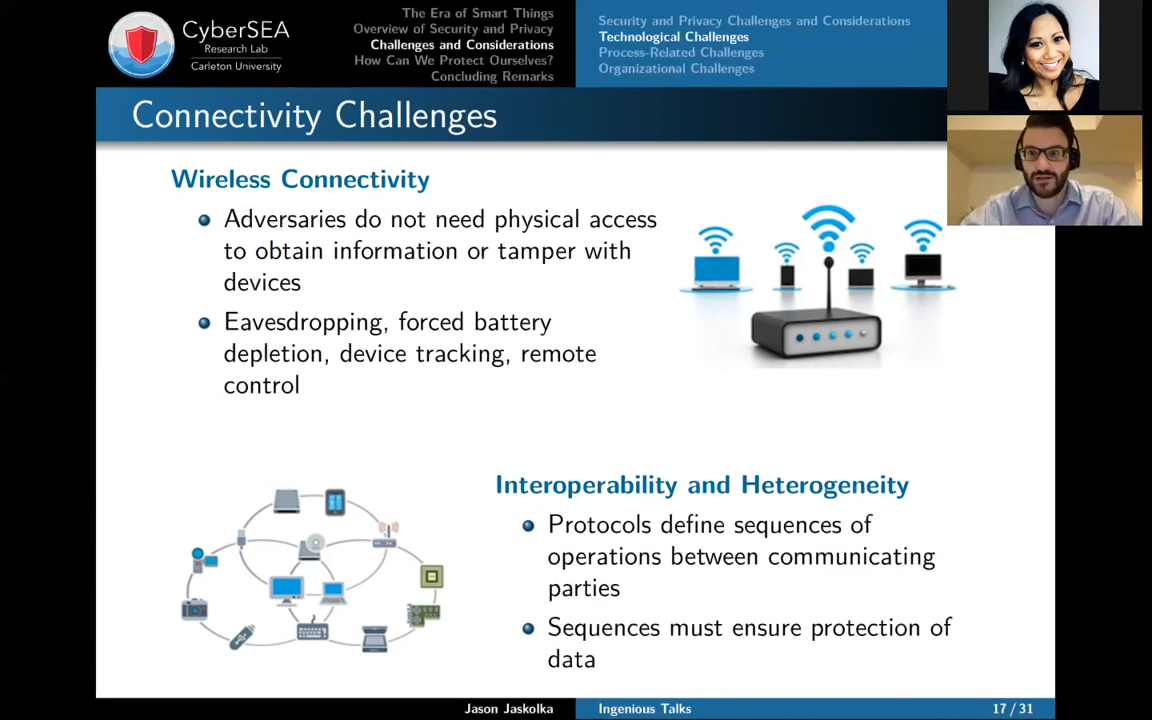 CyberSEA
Research Lab
Carleton University
The Era of Smart Things
Overview of Security and Privacy
Challenges and Considerations
How Can We Protect Ourselves?
Concluding Remarks
Security and Privacy Challenges and Considerations
Technological Challenges
Process-Related Challenges
Organizational Challenges
Connectivity Challenges
Wireless Connectivity
Adversaries do not need physical access
to obtain information or tamper with
devices
Eavesdropping, forced battery
depletion, device tracking, remote
control
Interoperability and Heterogeneity
Protocols define sequences of
operations between communicating
parties
Sequences must ensure protection of
data
Jason Jaskolka
Ingenious Talks
17 / 31